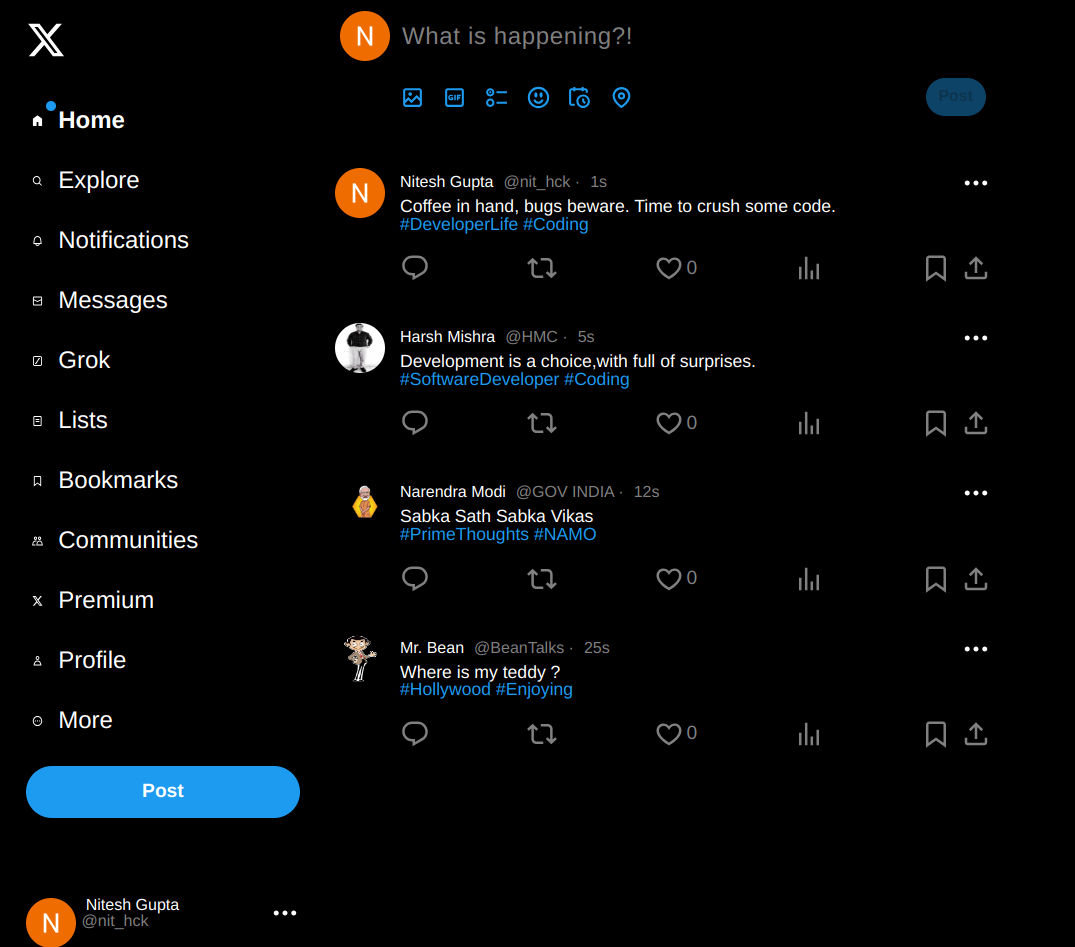 N What is happening?!
GIF
Post
Home
Explore
Notifications
Messages
Grok
Lists
Bookmarks
Communities
Premium
Profile
More
Post
N Nitesh Gupta
@nit_hck
N Nitesh Gupta @nit_hck · 1s
Coffee in hand, bugs beware. Time to crush some code.
#DeveloperLife #Coding
0
Harsh Mishra @HMC · 5s
Development is a choice,with full of surprises.
#SoftwareDeveloper #Coding
0
Narendra Modi @GOV INDIA · 12s
Sabka Sath Sabka Vikas
#PrimeThoughts #NAMO
0
Mr. Bean @BeanTalks · 25s
Where is my teddy ?
#Hollywood #Enjoying
0